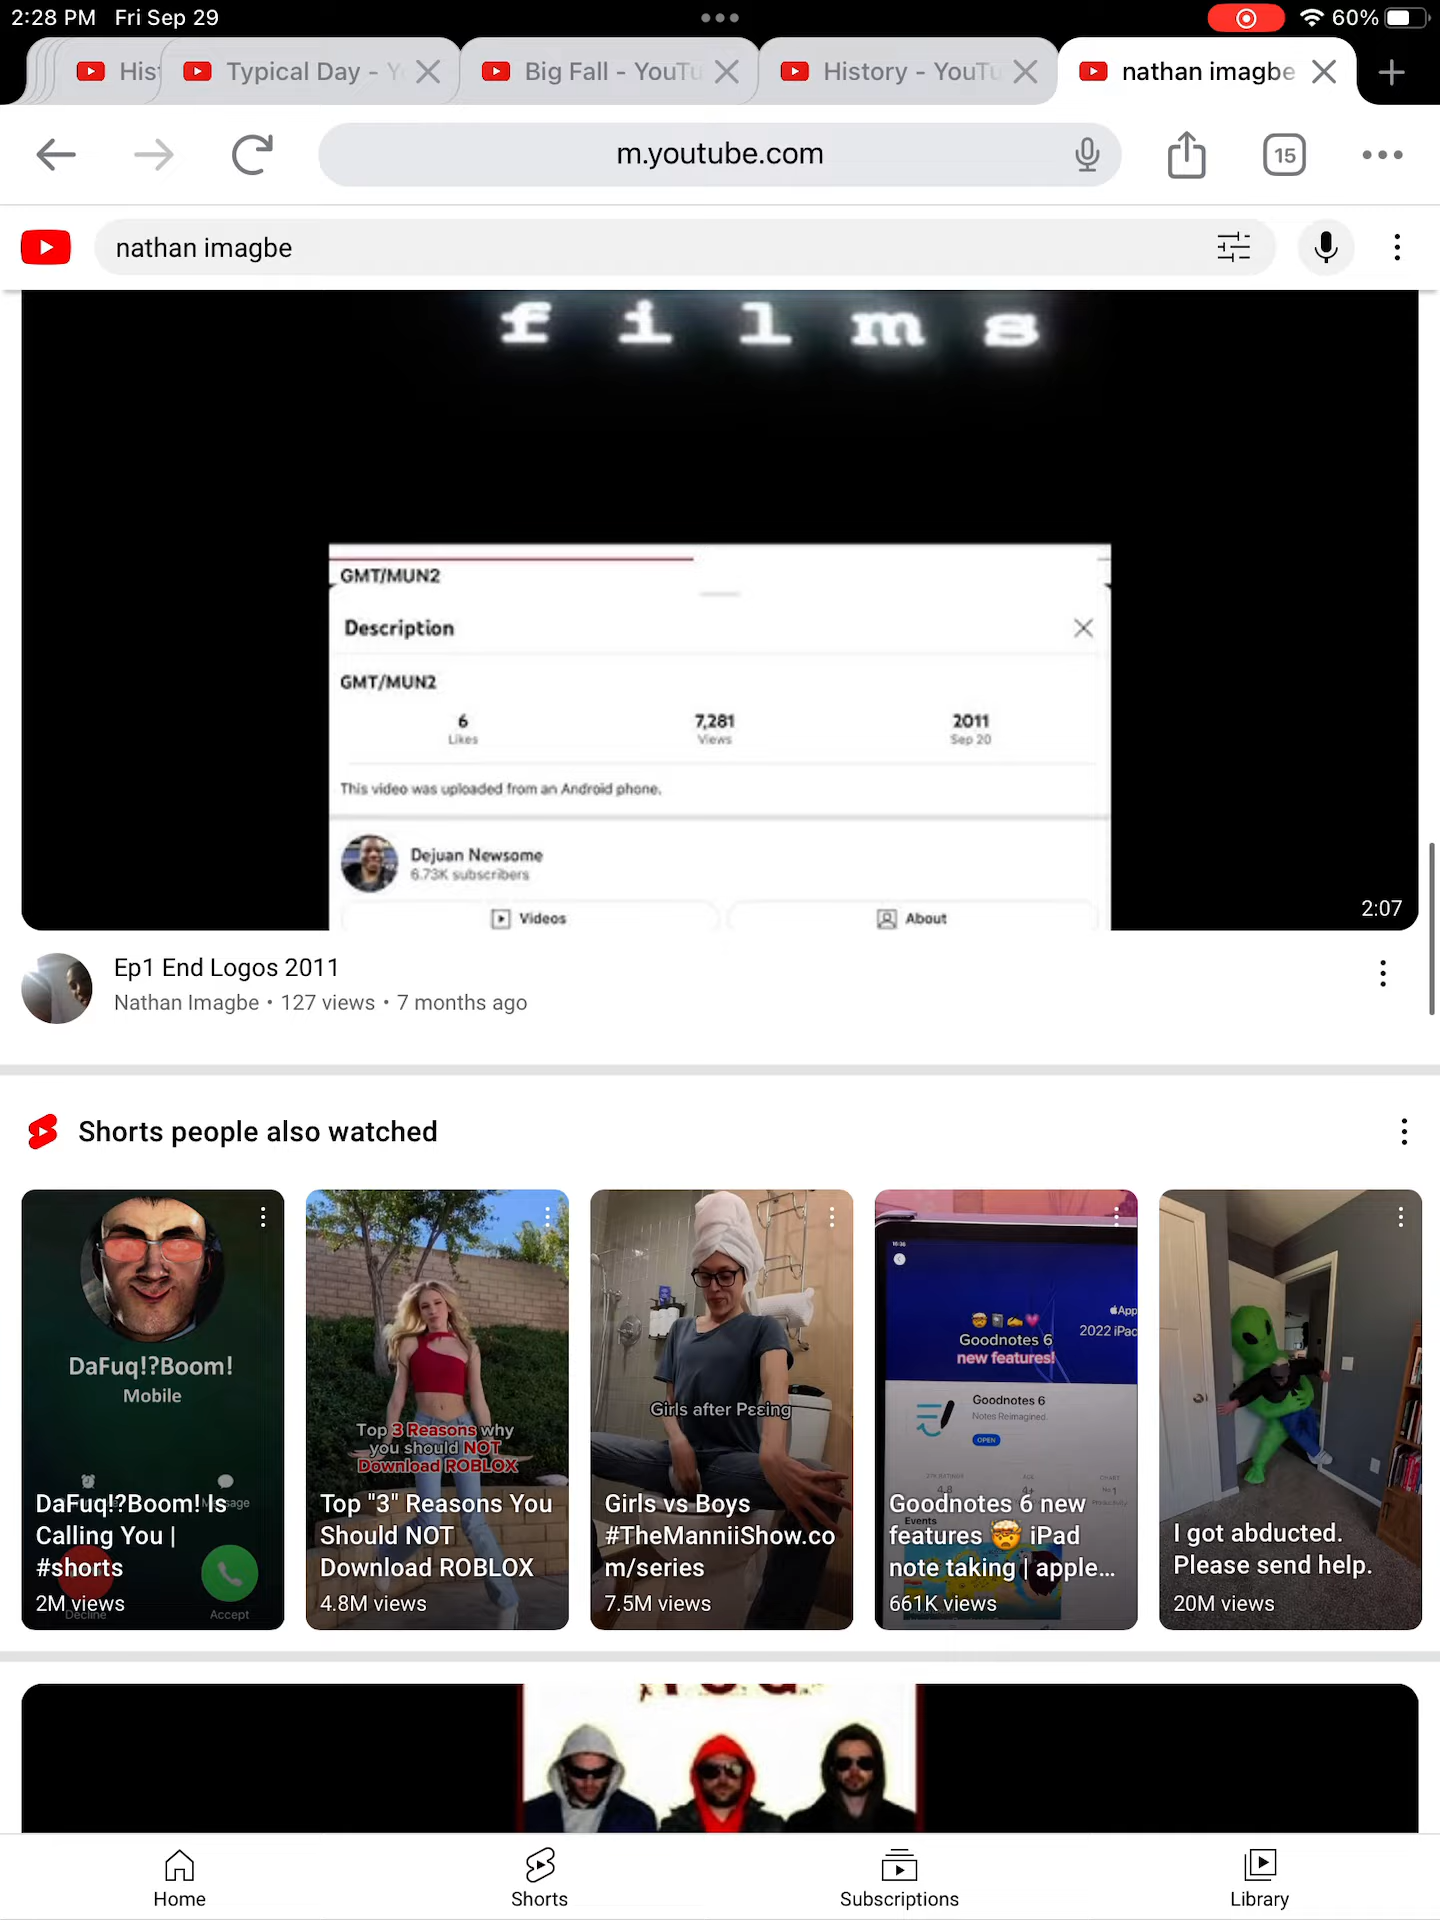 2:28 PM Fri Sep 29
60%
Typical Day - Y
Big Fall - YouTu
History - YouTu
nathan imagbe
m.youtube.com
15
nathan imagbe
films
GMT/MUN2
Description
GMT/MUN2
6 7,281 2011
Likes Views Sep 20
This video was uploaded from an Android phone.
Dejuan Newsome
6.73K subscribers
Videos About
2:07
Ep1 End Logos 2011
Nathan Imagbe • 127 views • 7 months ago
Shorts people also watched
DaFuq!?Boom!
Mobile
DaFuq!?Boom! Is
Calling You |
#shorts
2M views
Decline Accept
Top 3 Reasons why
you should NOT
Download ROBLOX
Top "3" Reasons You
Should NOT
Download ROBLOX
4.8M views
Girls after Pεεing
Girls vs Boys
#TheManniiShow.co
m/series
7.5M views
2022 iPad
Goodnotes 6
new features!
Goodnotes 6
Notes Reimagined.
OPEN
Goodnotes 6 new
Events
features 🤯 iPad
note taking | apple...
661K views
I got abducted.
Please send help.
20M views
Home
Shorts
Subscriptions
Library